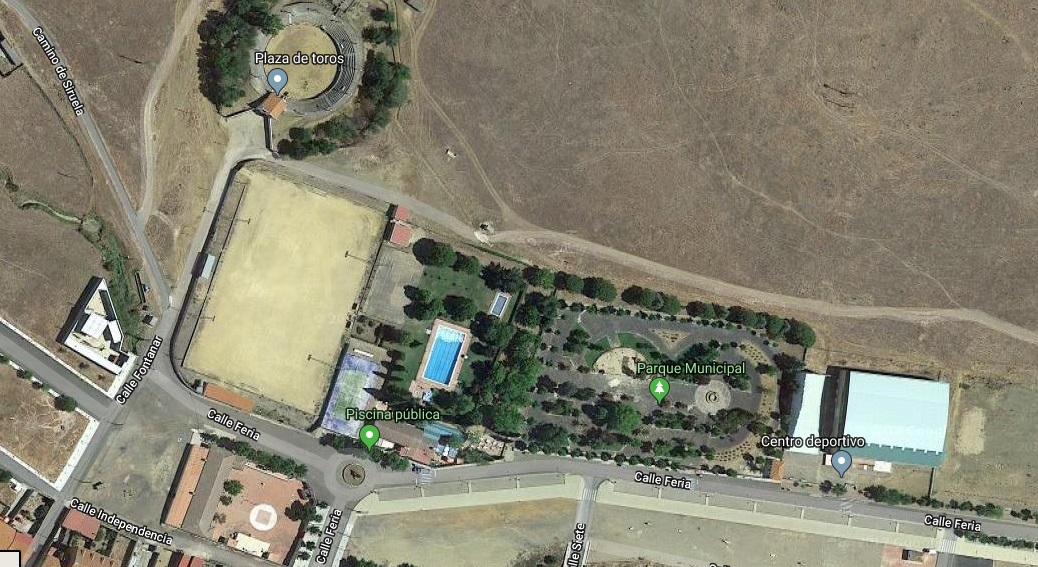 Camino de Siruela
Plaza de toros
Calle Fontanar
Parque Municipal
Piscina pública
Calle Feria
Centro deportivo
Calle Feria
Calle Feria
Calle Independencia
Calle Feria
lle Siete